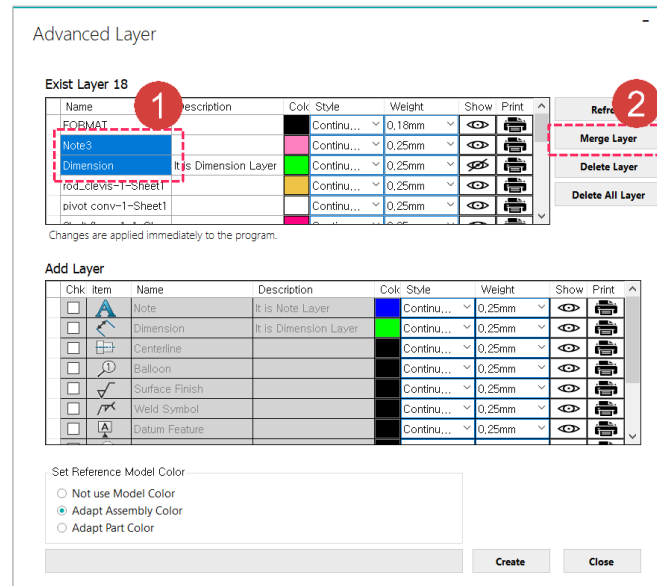 Advanced Layer
Exist Layer 18
Name Description Colc Style Weight Show Print
1
2
FORMAT Continu... 0,18mm
Note3 Continu... 0,25mm
Merge Layer
Dimension It is Dimension Layer Continu... 0,25mm
Delete Layer
rod_clevis-1-Sheet1 Continu... 0,25mm
pivot conv-1-Sheet1 Continu... 0,25mm
Delete All Layer
Changes are applied immediately to the program.
Add Layer
Chk item Name Description Colc Style Weight Show Print
A Note It is Note Layer Continu... 0,25mm
Dimension It is Dimension Layer Continu... 0,25mm
Centerline Continu... 0,25mm
1 Balloon Continu... 0,25mm
Surface Finish Continu... 0,25mm
Weld Symbol Continu... 0,25mm
A Datum Feature Continu... 0,25mm
Set Reference Model Color
Not use Model Color
Adapt Assembly Color
Adapt Part Color
Create Close